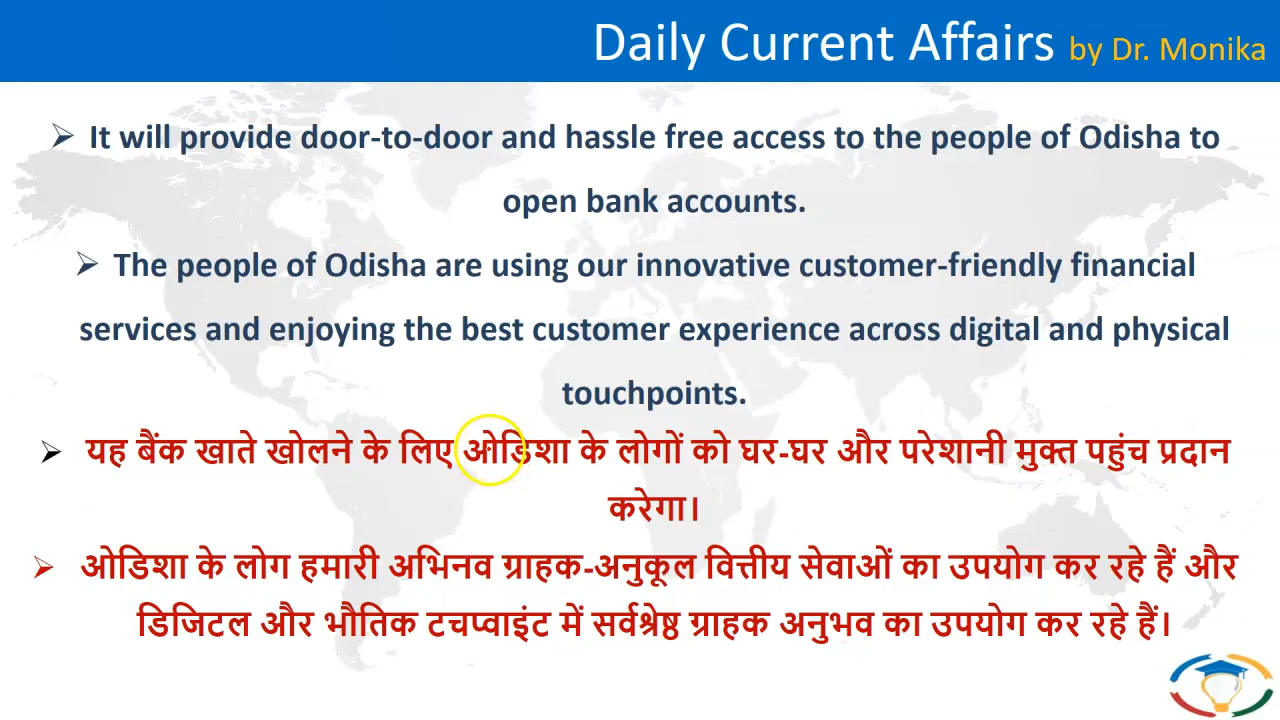 Daily Current Affairs by Dr. Monika
➢ It will provide door-to-door and hassle free access to the people of Odisha to
open bank accounts.
➢ The people of Odisha are using our innovative customer-friendly financial
services and enjoying the best customer experience across digital and physical
touchpoints.
➢ यह बैंक खाते खोलने के लिए ओडिशा के लोगों को घर-घर और परेशानी मुक्त पहुंच प्रदान
करेगा।
➢ ओडिशा के लोग हमारी अभिनव ग्राहक-अनुकूल वित्तीय सेवाओं का उपयोग कर रहे हैं और
डिजिटल और भौतिक टचप्वाइंट में सर्वश्रेष्ठ ग्राहक अनुभव का उपयोग कर रहे हैं।